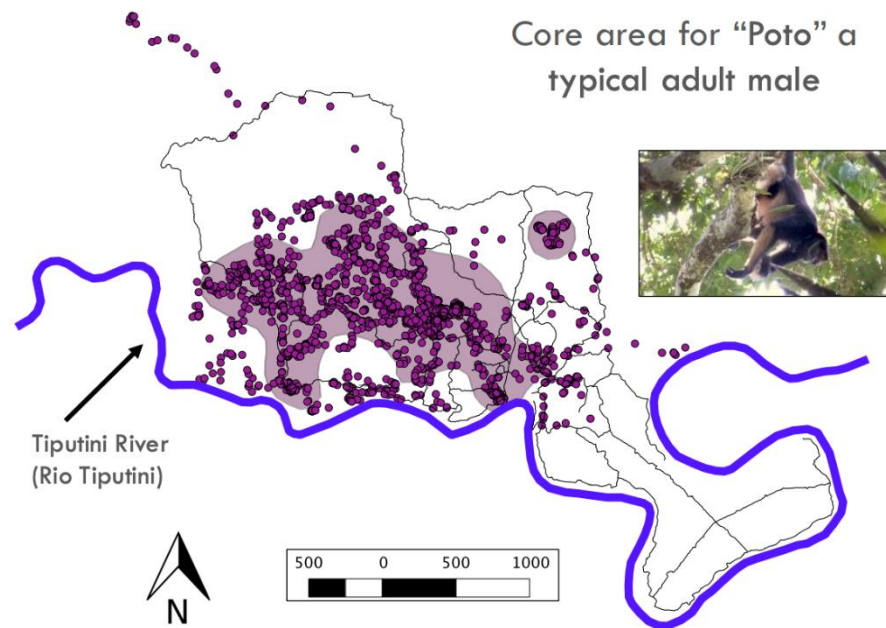 Core area for “Poto” a
typical adult male
Tiputini River
(Rio Tiputini)
N
500 0 500 1000